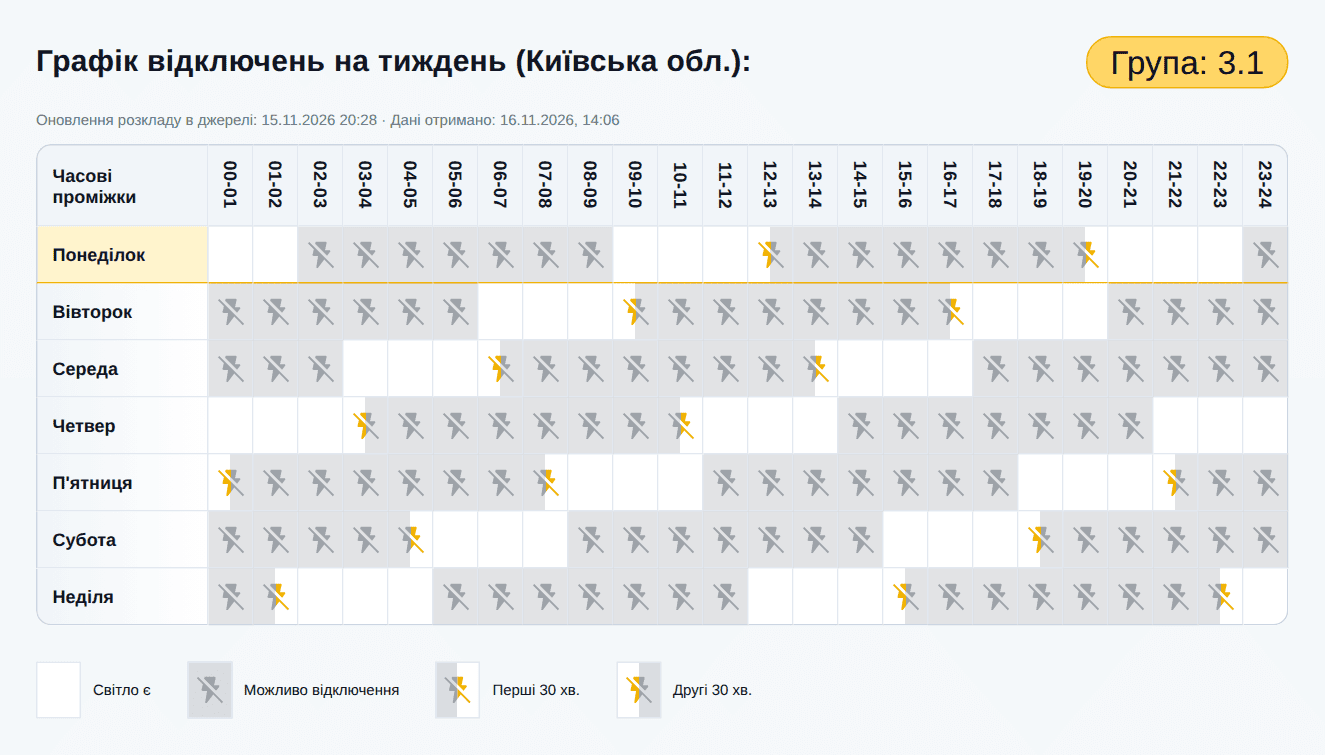 Графік відключень на тиждень (Київська обл.):
Група: 3.1
Оновлення розкладу в джерелі: 15.11.2026 20:28 · Дані отримано: 16.11.2026, 14:06
Часові
проміжки
00-01
01-02
02-03
03-04
04-05
05-06
06-07
07-08
08-09
09-10
10-11
11-12
12-13
13-14
14-15
15-16
16-17
17-18
18-19
19-20
20-21
21-22
22-23
23-24
Понеділок
Вівторок
Середа
Четвер
П'ятниця
Субота
Неділя
Світло є
Можливо відключення
Перші 30 хв.
Другі 30 хв.